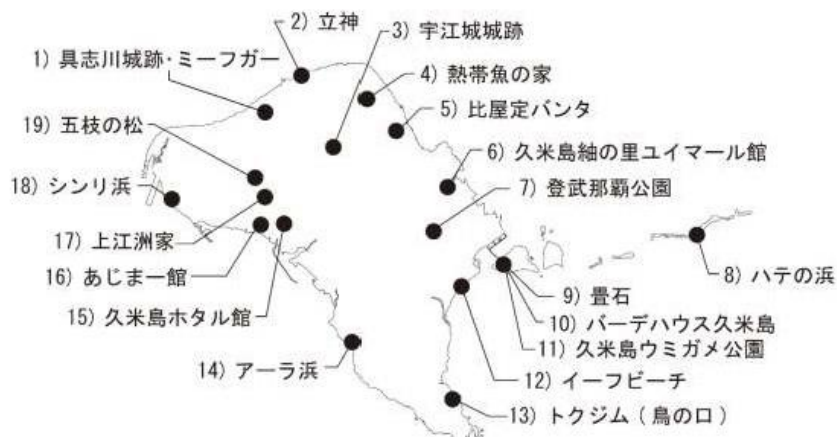 1) 具志川城跡・ミーフガー
2) 立神
3) 宇江城城跡
4) 熱帯魚の家
5) 比屋定バンタ
6) 久米島紬の里ユイマール館
7) 登武那覇公園
8) ハテの浜
9) 畳石
10) バーデハウス久米島
11) 久米島ウミガメ公園
12) イーフビーチ
13) トクジム ( 鳥の口 )
14) アーラ浜
15) 久米島ホタル館
16) あじまー館
17) 上江洲家
18) シンリ浜
19) 五枝の松